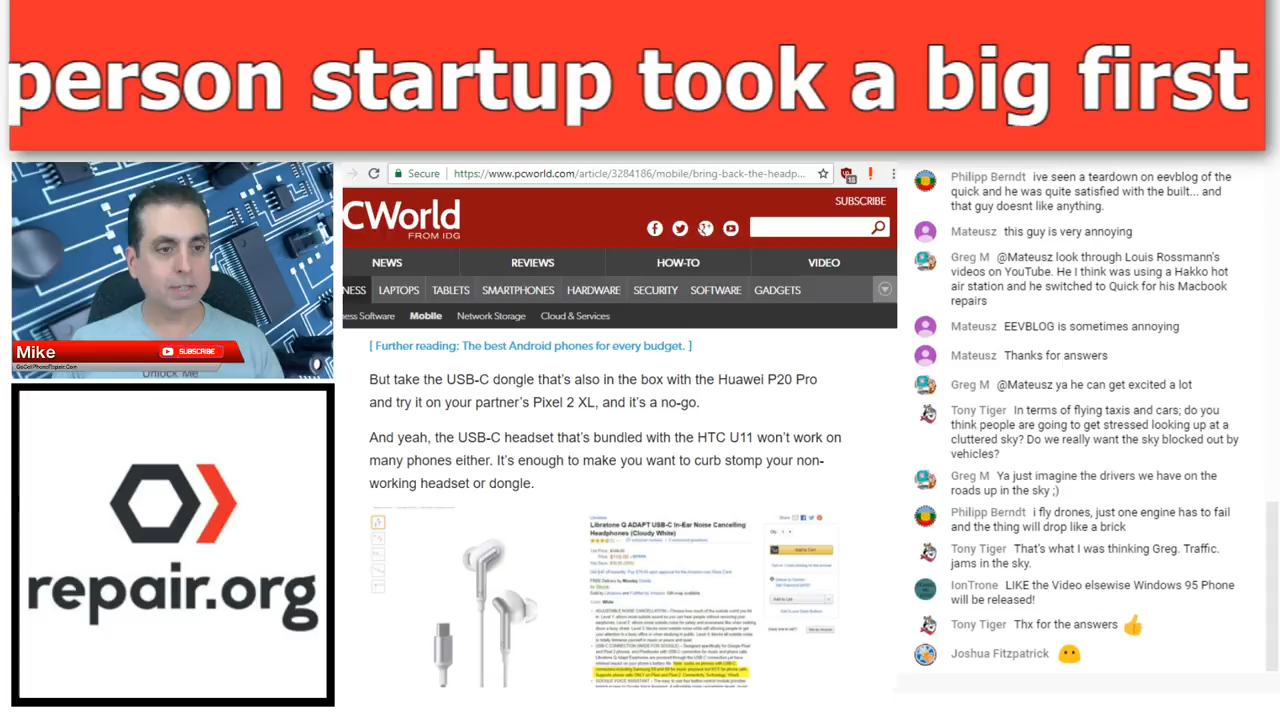 person startup took a big first
Secure
https://www.pcworld.com/article/3284186/mobile/bring-back-the-headp...
18
CWorld
FROM IDG
SUBSCRIBE
NEWS REVIEWS HOW-TO VIDEO
NESS LAPTOPS TABLETS SMARTPHONES HARDWARE SECURITY SOFTWARE GADGETS
ness Software Mobile Network Storage Cloud & Services
[ Further reading: The best Android phones for every budget. ]
But take the USB-C dongle that's also in the box with the Huawei P20 Pro
and try it on your partner's Pixel 2 XL, and it's a no-go.
And yeah, the USB-C headset that's bundled with the HTC U11 won't work on
many phones either. It's enough to make you want to curb stomp your non-
working headset or dongle.
Libratone Q ADAPT USB-C In-Ear Noise Cancelling
Headphones (Cloudy White)
Mike
SUBSCRIBE
GoCellPhoneRepair.Com
Unlock Me
repair.org
Philipp Berndt ive seen a teardown on eevblog of the
quick and he was quite satisfied with the built... and
that guy doesnt like anything.
Mateusz this guy is very annoying
Greg M @Mateusz look through Louis Rossmann's
videos on YouTube. He I think was using a Hakko hot
air station and he switched to Quick for his Macbook
repairs
Mateusz EEVBLOG is sometimes annoying
Mateusz Thanks for answers
Greg M @Mateusz ya he can get excited a lot
Tony Tiger In terms of flying taxis and cars; do you
think people are going to get stressed looking up at a
cluttered sky? Do we really want the sky blocked out by
vehicles?
Greg M Ya just imagine the drivers we have on the
roads up in the sky ;)
Philipp Berndt i fly drones, just one engine has to fail
and the thing will drop like a brick
Tony Tiger That's what I was thinking Greg. Traffic.
jams in the sky.
IonTrone LIKE the Video elsewise Windows 95 Phone
will be released!
Tony Tiger Thx for the answers 👍
Joshua Fitzpatrick